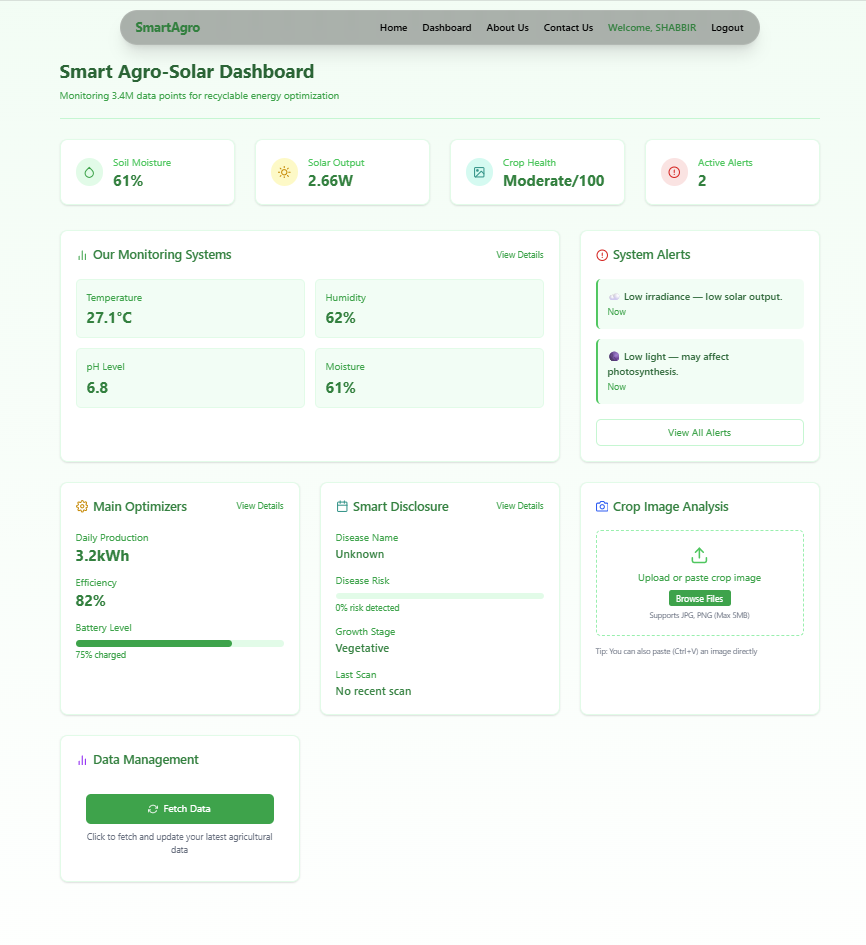 SmartAgro Home Dashboard About Us Contact Us Welcome, SHABBIR Logout
Smart Agro-Solar Dashboard
Monitoring 3.4M data points for recyclable energy optimization
Soil Moisture
61%
Solar Output
2.66W
Crop Health
Moderate/100
Active Alerts
2
Our Monitoring Systems View Details
Temperature
27.1°C
Humidity
62%
pH Level
6.8
Moisture
61%
System Alerts
Low irradiance — low solar output.
Now
Low light — may affect
photosynthesis.
Now
View All Alerts
Main Optimizers View Details
Daily Production
3.2kWh
Efficiency
82%
Battery Level
75% charged
Smart Disclosure View Details
Disease Name
Unknown
Disease Risk
0% risk detected
Growth Stage
Vegetative
Last Scan
No recent scan
Crop Image Analysis
Upload or paste crop image
Browse Files
Supports JPG, PNG (Max 5MB)
Tip: You can also paste (Ctrl+V) an image directly
Data Management
Fetch Data
Click to fetch and update your latest agricultural
data